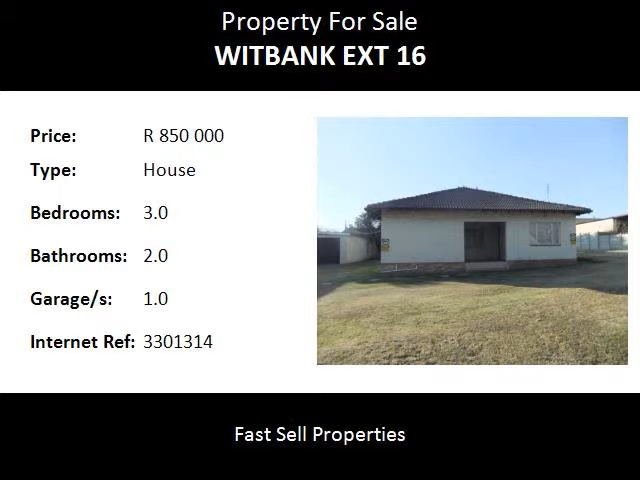 Property For Sale
WITBANK EXT 16
Price: R 850 000
Type: House
Bedrooms: 3.0
Bathrooms: 2.0
Garage/s: 1.0
Internet Ref: 3301314
Fast Sell Properties